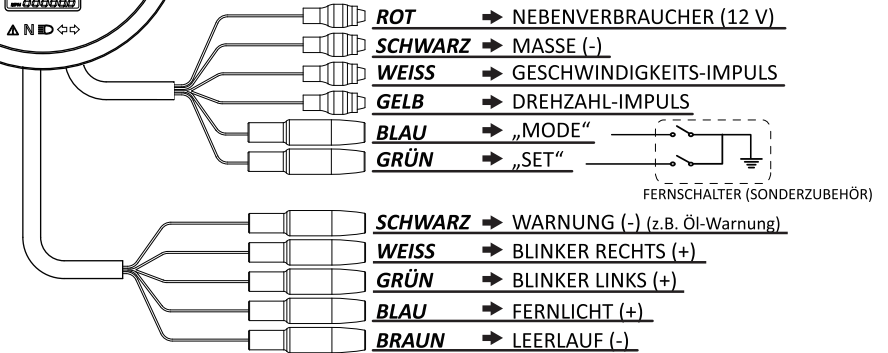 N
ROT → NEBENVERBRAUCHER (12 V)
SCHWARZ → MASSE (-)
WEISS → GESCHWINDIGKEITS-IMPULS
GELB → DREHZAHL-IMPULS
BLAU → „MODE“
GRÜN → „SET“
FERNSCHALTER (SONDERZUBEHÖR)
SCHWARZ → WARNUNG (-) (z.B. Öl-Warnung)
WEISS → BLINKER RECHTS (+)
GRÜN → BLINKER LINKS (+)
BLAU → FERNLICHT (+)
BRAUN → LEERLAUF (-)